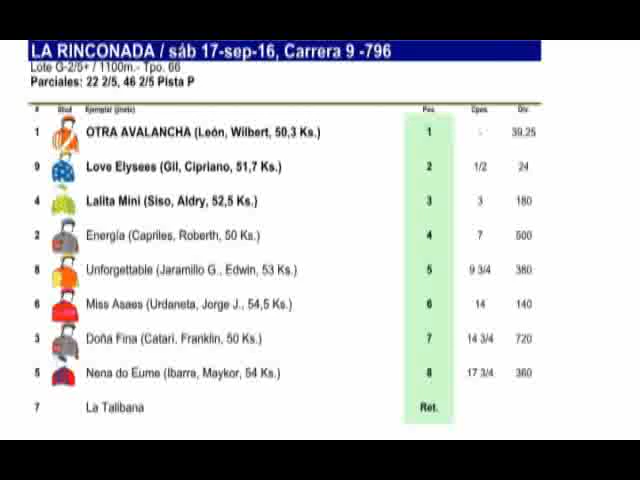 LA RINCONADA / sáb 17-sep-16, Carrera 9 -796
Lote G-2/5+ / 1100m.- Tpo. 66
Parciales: 22 2/5, 46 2/5 Pista P
# Stud Ejemplar (jinete) Pos. Cpos. Div.
1 OTRA AVALANCHA (León, Wilbert, 50,3 Ks.) 1 - 39.25
9 Love Elysees (Gil, Cipriano, 51,7 Ks.) 2 1/2 24
4 Lalita Mini (Siso, Aldry, 52,5 Ks.) 3 3 180
2 Energía (Capriles, Roberth, 50 Ks.) 4 7 600
8 Unforgettable (Jaramillo G., Edwin, 53 Ks.) 5 9 3/4 380
6 Miss Asaes (Urdaneta, Jorge J., 54,5 Ks.) 6 14 140
3 Doña Fina (Catari, Franklin, 50 Ks.) 7 14 3/4 720
5 Nena do Eume (Ibarra, Maykor, 54 Ks.) 8 17 3/4 360
7 La Talibana Ret.